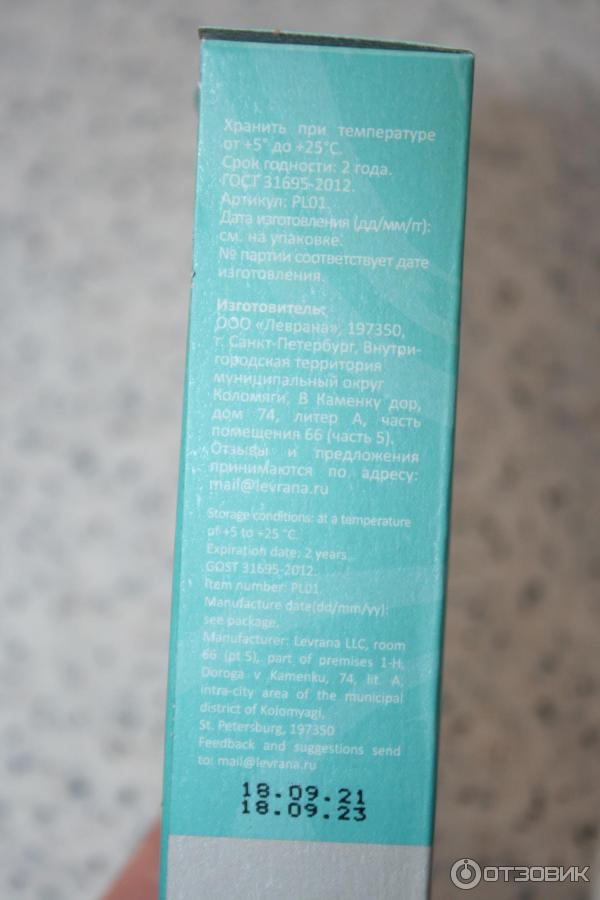 Хранить при температуре
от +5° до +25°С.
Срок годности: 2 года.
ГОСТ 31695-2012.
Артикул: PL01.
Дата изготовления (дд/мм/гг):
см. на упаковке.
№ партии соответствует дате
изготовления.
Изготовитель:
ООО «Леврана», 197350,
г. Санкт-Петербург, Внутри-
городская территория
муниципальный округ
Коломяги, В Каменку дор,
дом 74, литер А, часть
помещения 66 (часть 5).
Отзывы и предложения
принимаются по адресу:
mail@levrana.ru
Storage conditions: at a temperature
of +5 to +25 °C.
Expiration date: 2 years.
GOST 31695-2012.
Item number: PL01.
Manufacture date(dd/mm/yy):
see package.
Manufacturer: Levrana LLC, room
66 (pt 5), part of premises 1-H,
Doroga v Kamenku, 74, lit. A,
intra-city area of the municipal
district of Kolomyagi,
St. Petersburg, 197350
Feedback and suggestions send
to: mail@levrana.ru
18.09.21
18.09.23
ОТЗОВИК